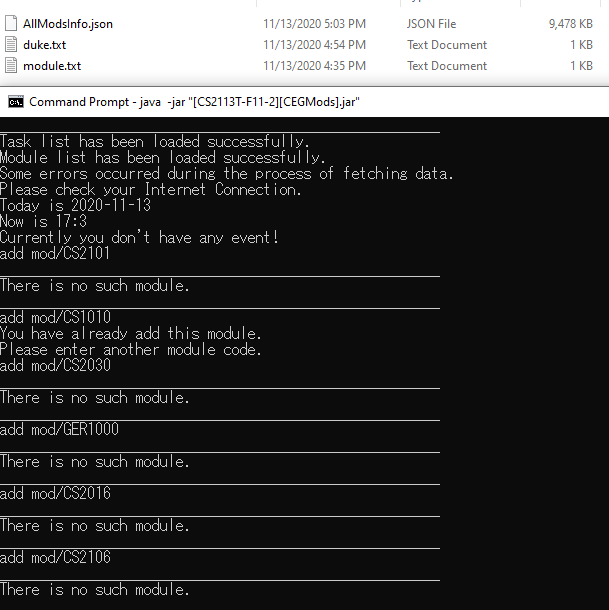 AllModsInfo.json 11/13/2020 5:03 PM JSON File 9,478 KB
duke.txt 11/13/2020 4:54 PM Text Document 1 KB
module.txt 11/13/2020 4:35 PM Text Document 1 KB
Command Prompt - java -jar "[CS2113T-F11-2][CEGMods].jar"
Task list has been loaded successfully.
Module list has been loaded successfully.
Some errors occurred during the process of fetching data.
Please check your Internet Connection.
Today is 2020-11-13
Now is 17:3
Currently you don't have any event!
add mod/CS2101
There is no such module.
add mod/CS1010
You have already add this module.
Please enter another module code.
add mod/CS2030
There is no such module.
add mod/GER1000
There is no such module.
add mod/CS2016
There is no such module.
add mod/CS2106
There is no such module.